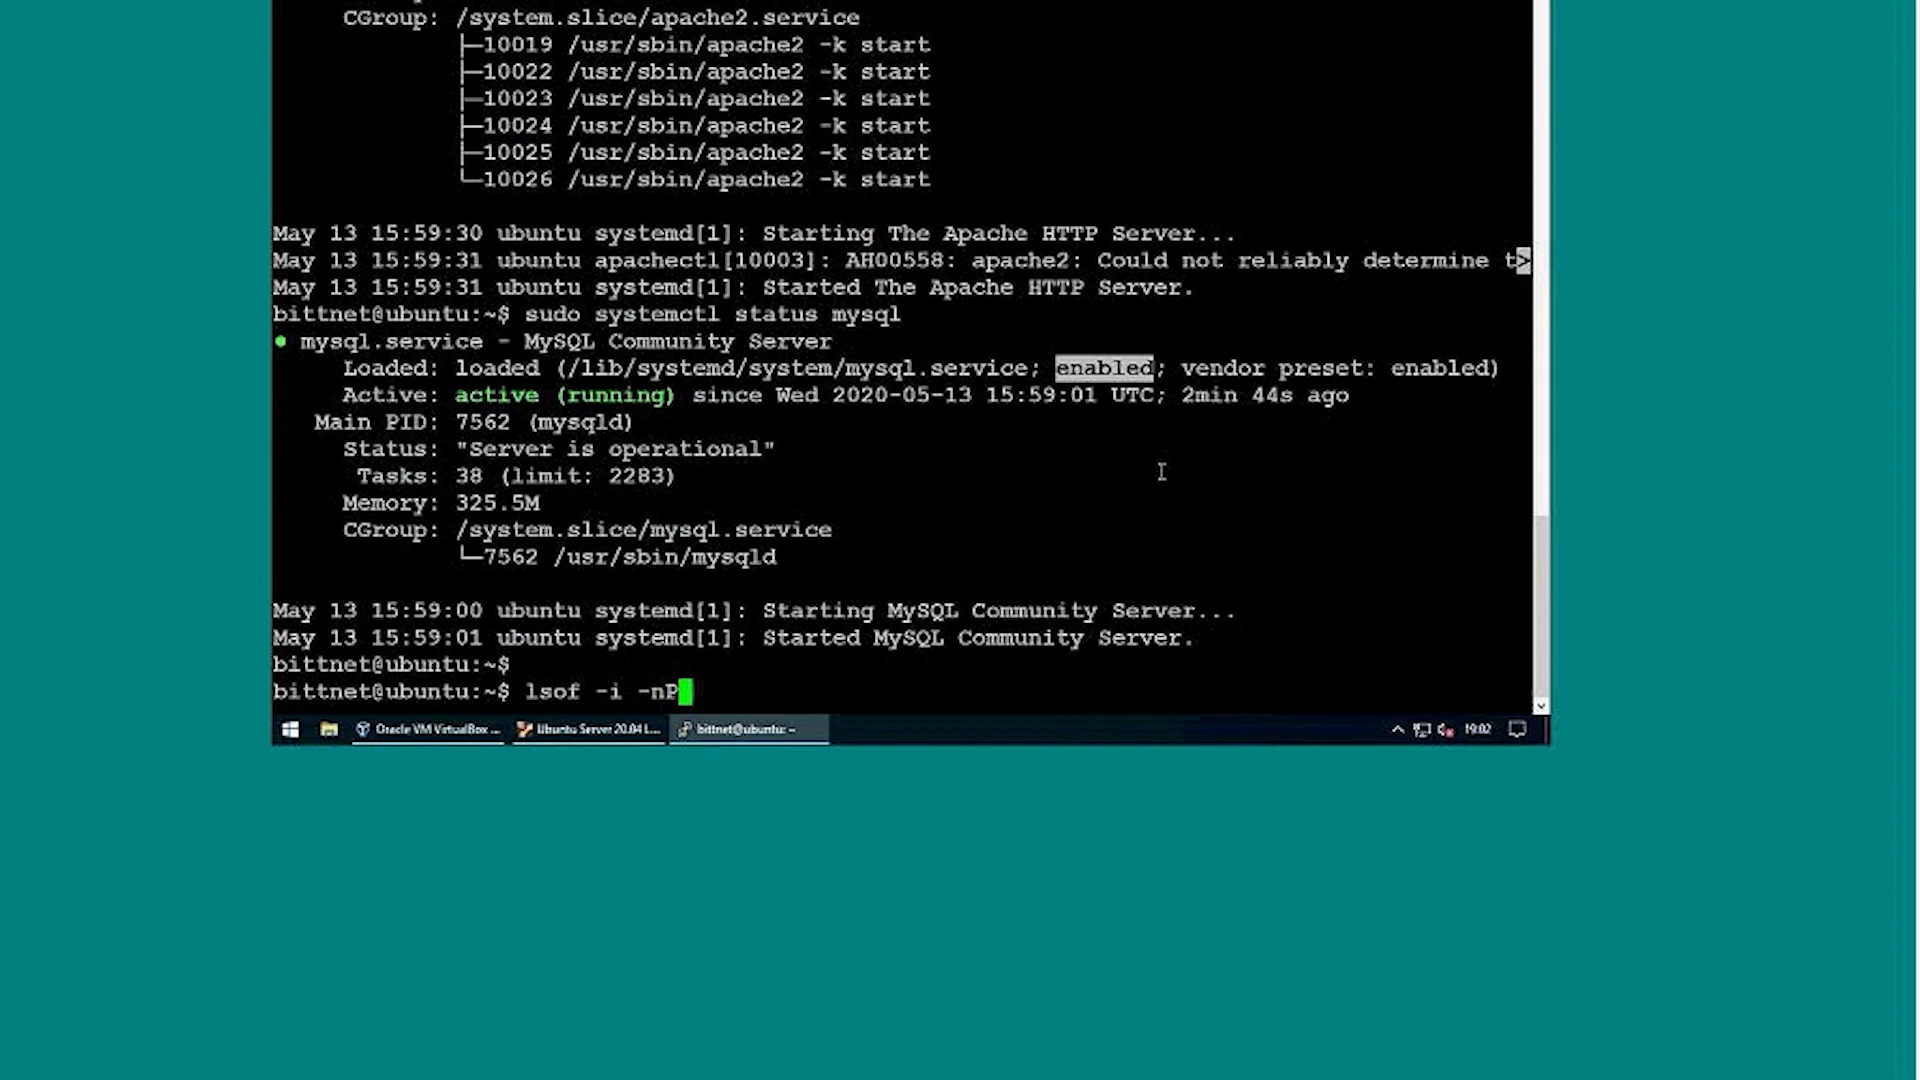 CGroup: /system.slice/apache2.service
├─10019 /usr/sbin/apache2 -k start
├─10022 /usr/sbin/apache2 -k start
├─10023 /usr/sbin/apache2 -k start
├─10024 /usr/sbin/apache2 -k start
├─10025 /usr/sbin/apache2 -k start
└─10026 /usr/sbin/apache2 -k start
May 13 15:59:30 ubuntu systemd[1]: Starting The Apache HTTP Server...
May 13 15:59:31 ubuntu apachectl[10003]: AH00558: apache2: Could not reliably determine t>
May 13 15:59:31 ubuntu systemd[1]: Started The Apache HTTP Server.
bittnet@ubuntu:~$ sudo systemctl status mysql
● mysql.service - MySQL Community Server
Loaded: loaded (/lib/systemd/system/mysql.service; enabled; vendor preset: enabled)
Active: active (running) since Wed 2020-05-13 15:59:01 UTC; 2min 44s ago
Main PID: 7562 (mysqld)
Status: "Server is operational"
Tasks: 38 (limit: 2283)
Memory: 325.5M
CGroup: /system.slice/mysql.service
└─7562 /usr/sbin/mysqld
May 13 15:59:00 ubuntu systemd[1]: Starting MySQL Community Server...
May 13 15:59:01 ubuntu systemd[1]: Started MySQL Community Server.
bittnet@ubuntu:~$
bittnet@ubuntu:~$ lsof -i -nP
Oracle VM VirtualBox ... Ubuntu Server 20.04 L... bittnet@ubuntu: ~ 19:02